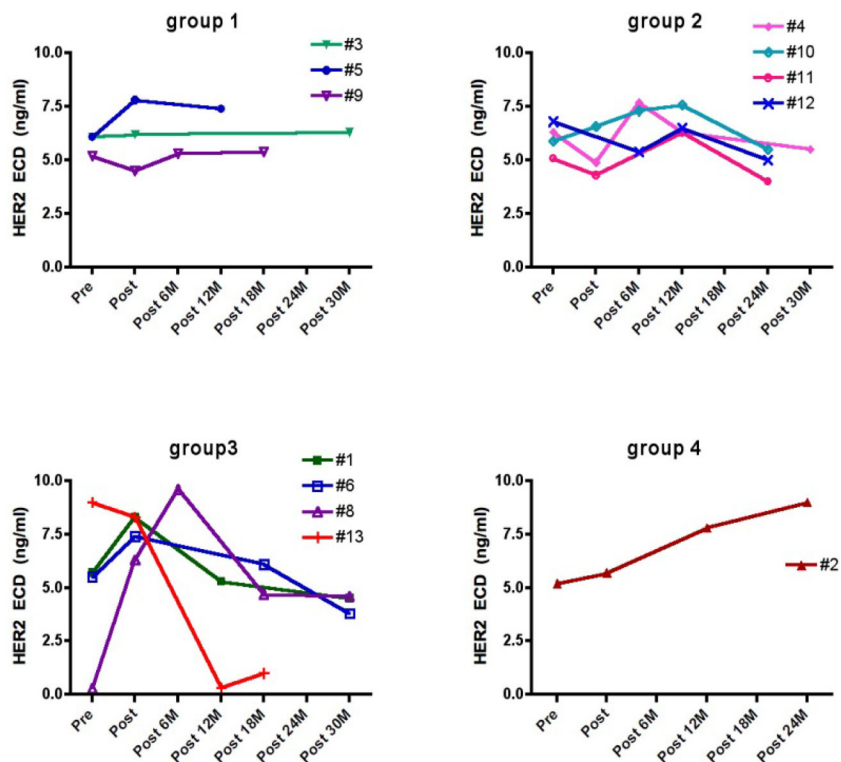 group 1
#3
#5
#9
10.0
7.5
5.0
2.5
0.0
HER2 ECD (ng/ml)
Pre
Post
Post 6M
Post 12M
Post 18M
Post 24M
Post 30M
group 2
#4
#10
#11
#12
10.0
7.5
5.0
2.5
0.0
HER2 ECD (ng/ml)
Pre
Post
Post 6M
Post 12M
Post 18M
Post 24M
Post 30M
group3
#1
#6
#8
#13
10.0
7.5
5.0
2.5
0.0
HER2 ECD (ng/ml)
Pre
Post
Post 6M
Post 12M
Post 18M
Post 24M
Post 30M
group 4
#2
10.0
7.5
5.0
2.5
0.0
HER2 ECD (ng/ml)
Pre
Post
Post 6M
Post 12M
Post 18M
Post 24M